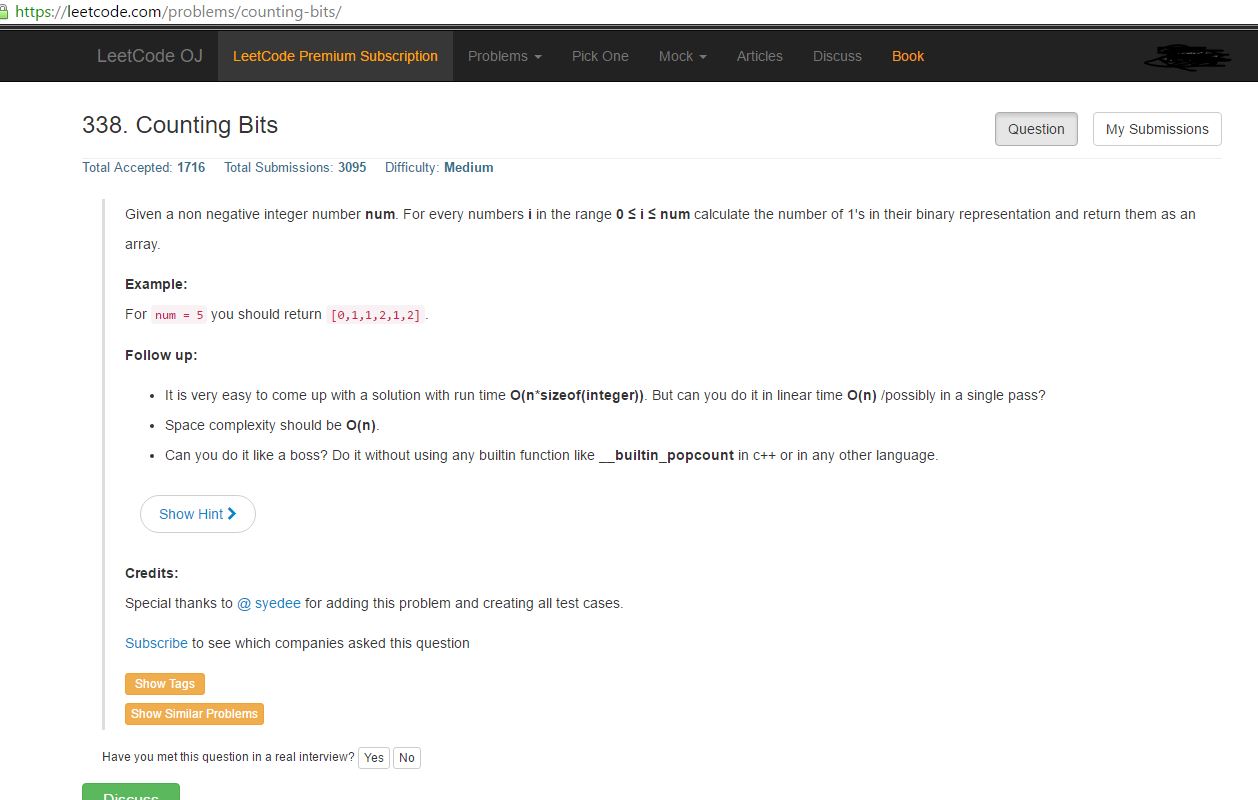 https://leetcode.com/problems/counting-bits/
LeetCode OJ LeetCode Premium Subscription Problems Pick One Mock Articles Discuss Book
338. Counting Bits
Question My Submissions
Total Accepted: 1716 Total Submissions: 3095 Difficulty: Medium
Given a non negative integer number num. For every numbers i in the range 0 ≤ i ≤ num calculate the number of 1's in their binary representation and return them as an
array.
Example:
For num = 5 you should return [0,1,1,2,1,2].
Follow up:
• It is very easy to come up with a solution with run time O(n*sizeof(integer)). But can you do it in linear time O(n) /possibly in a single pass?
• Space complexity should be O(n).
• Can you do it like a boss? Do it without using any builtin function like __builtin_popcount in c++ or in any other language.
Show Hint
Credits:
Special thanks to @ syedee for adding this problem and creating all test cases.
Subscribe to see which companies asked this question
Show Tags
Show Similar Problems
Have you met this question in a real interview? Yes No
Discuss